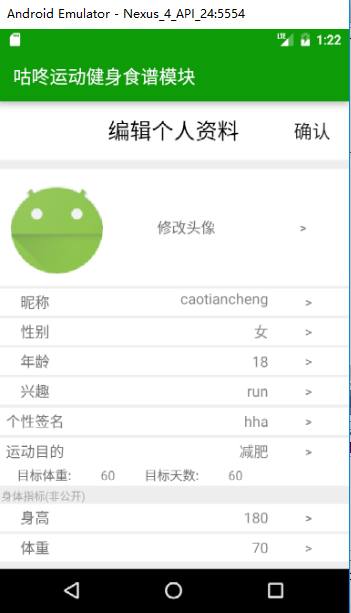 Android Emulator - Nexus_4_API_24:5554
LTE 1:22
咕咚运动健身食谱模块
编辑个人资料 确认
修改头像 >
昵称 caotiancheng >
性别 女 >
年龄 18 >
兴趣 run >
个性签名 hha >
运动目的 减肥 >
目标体重: 60 目标天数: 60
身体指标(非公开)
身高 180 >
体重 70 >